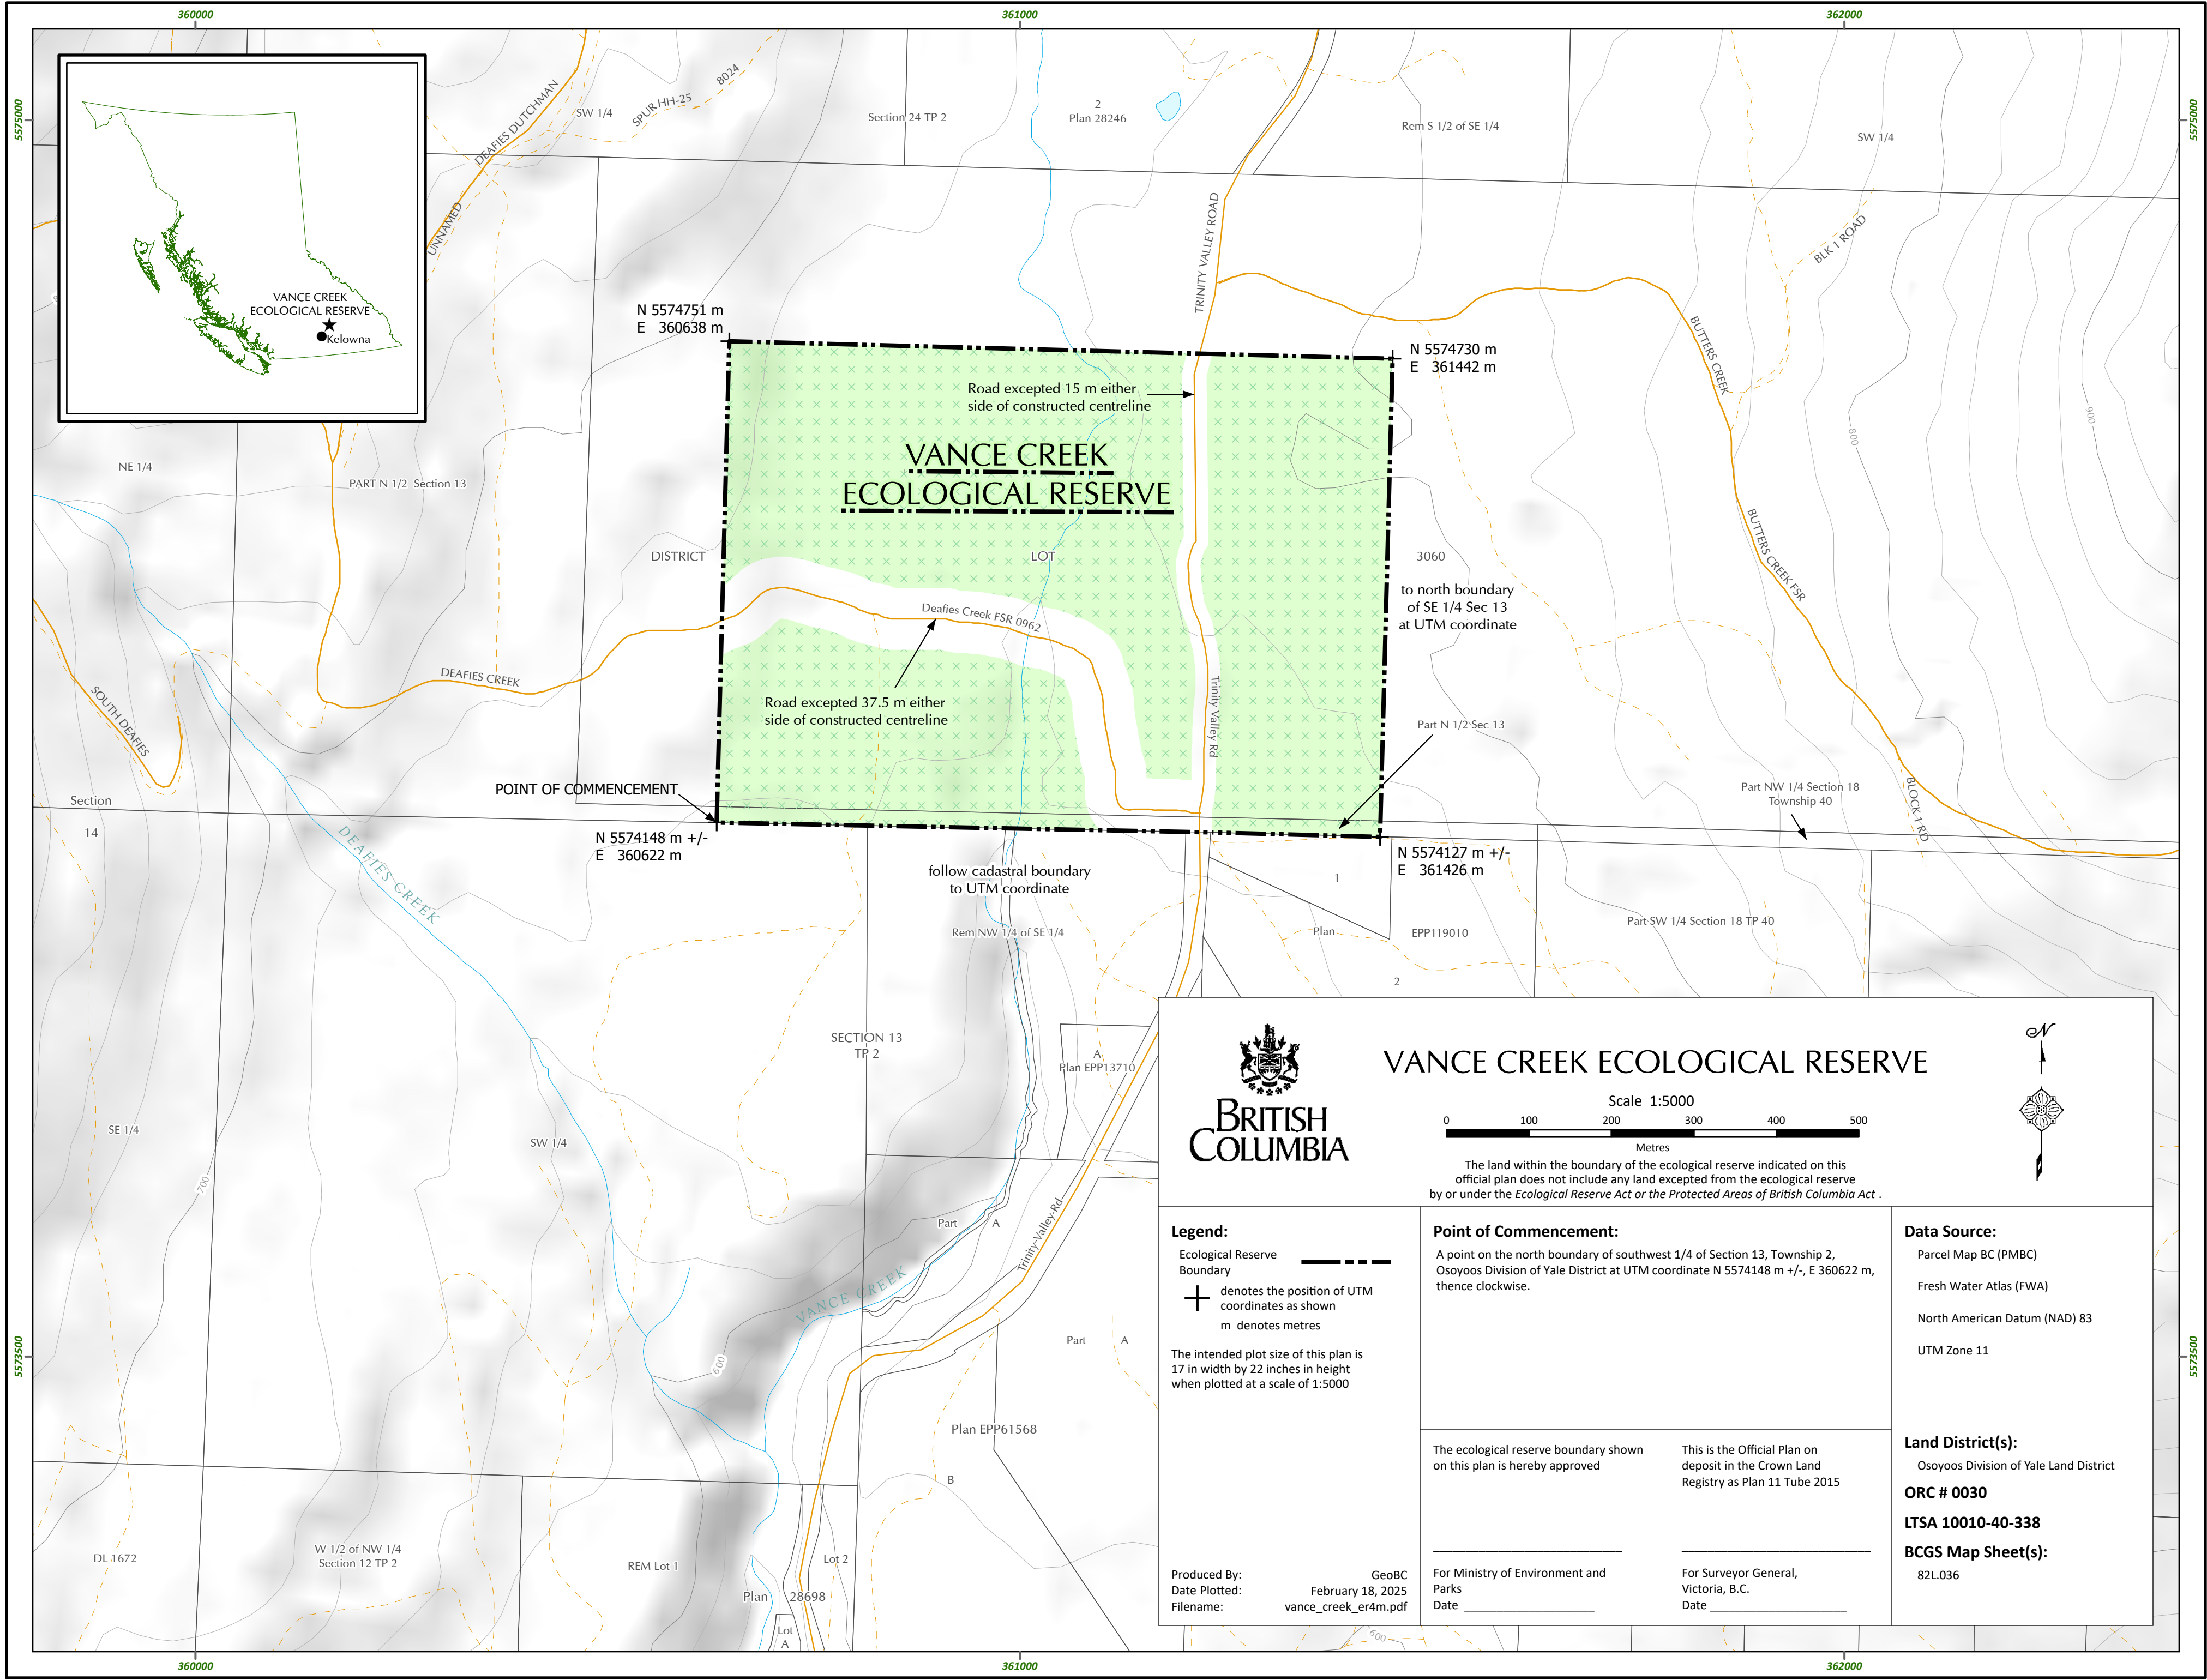 360000
361000
362000
5575000
5575000
SW 1/4
SPUR HH-25
8024
DEAFIES DUTCHMAN
UNNAMED
Section 24 TP 2
2
Plan 28246
Rem S 1/2 of SE 1/4
SW 1/4
TRINITY VALLEY ROAD
BLK 1 ROAD
VANCE CREEK
ECOLOGICAL RESERVE
Kelowna
N 5574751 m
E 360638 m
N 5574730 m
E 361442 m
Road excepted 15 m either
side of constructed centreline
BUTTERS CREEK
800
900
VANCE CREEK
ECOLOGICAL RESERVE
NE 1/4
PART N 1/2 Section 13
DISTRICT
LOT
3060
BUTTERS CREEK FSR
to north boundary
of SE 1/4 Sec 13
at UTM coordinate
Deafies Creek FSR 0962
DEAFIES CREEK
SOUTH DEAFIES
Road excepted 37.5 m either
side of constructed centreline
Trinity Valley Rd
Part N 1/2 Sec 13
POINT OF COMMENCEMENT
Section
14
Part NW 1/4 Section 18
Township 40
BLOCK 1 RD
DEAFIES CREEK
N 5574148 m +/-
E 360622 m
N 5574127 m +/-
E 361426 m
follow cadastral boundary
to UTM coordinate
1
Rem NW 1/4 of SE 1/4
Plan
EPP119010
Part SW 1/4 Section 18 TP 40
2
SECTION 13
TP 2
A
Plan EPP13710
SE 1/4
SW 1/4
700
Part
A
Trinity-Valley-Rd
VANCE CREEK
600
Part
A
5573500
5573500
Plan EPP61568
B
DL 1672
W 1/2 of NW 1/4
Section 12 TP 2
REM Lot 1
Lot 2
Plan
28698
Lot
A
600
BRITISH
COLUMBIA
VANCE CREEK ECOLOGICAL RESERVE
Scale 1:5000
0 100 200 300 400 500
Metres
The land within the boundary of the ecological reserve indicated on this
official plan does not include any land excepted from the ecological reserve
by or under the Ecological Reserve Act or the Protected Areas of British Columbia Act .
N
Legend:
Ecological Reserve
Boundary
denotes the position of UTM
coordinates as shown
m denotes metres
The intended plot size of this plan is
17 in width by 22 inches in height
when plotted at a scale of 1:5000
Produced By: GeoBC
Date Plotted: February 18, 2025
Filename: vance_creek_er4m.pdf
Point of Commencement:
A point on the north boundary of southwest 1/4 of Section 13, Township 2,
Osoyoos Division of Yale District at UTM coordinate N 5574148 m +/-, E 360622 m,
thence clockwise.
The ecological reserve boundary shown
on this plan is hereby approved
For Ministry of Environment and
Parks
Date
This is the Official Plan on
deposit in the Crown Land
Registry as Plan 11 Tube 2015
For Surveyor General,
Victoria, B.C.
Date
Data Source:
Parcel Map BC (PMBC)
Fresh Water Atlas (FWA)
North American Datum (NAD) 83
UTM Zone 11
Land District(s):
Osoyoos Division of Yale Land District
ORC # 0030
LTSA 10010-40-338
BCGS Map Sheet(s):
82L.036
360000
361000
362000